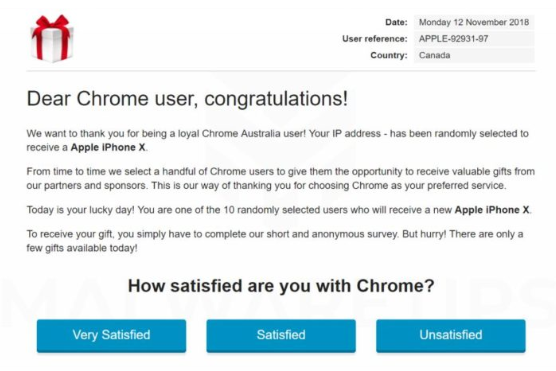 Date: Monday 12 November 2018
User reference: APPLE-92931-97
Country: Canada
Dear Chrome user, congratulations!
We want to thank you for being a loyal Chrome Australia user! Your IP address - has been randomly selected to
receive a Apple iPhone X.
From time to time we select a handful of Chrome users to give them the opportunity to receive valuable gifts from
our partners and sponsors. This is our way of thanking you for choosing Chrome as your preferred service.
Today is your lucky day! You are one of the 10 randomly selected users who will receive a new Apple iPhone X.
To receive your gift, you simply have to complete our short and anonymous survey. But hurry! There are only a
few gifts available today!
How satisfied are you with Chrome?
Very Satisfied Satisfied Unsatisfied
MALWARETIPS